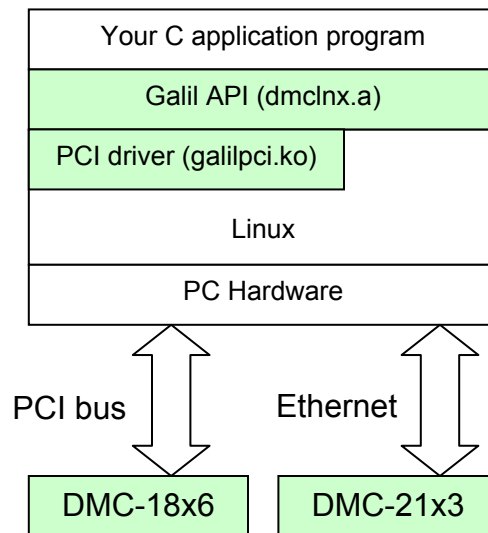 Your C application program
Galil API (dmclnx.a)
PCI driver (galilpci.ko)
Linux
PC Hardware
PCI bus
Ethernet
DMC-18x6
DMC-21x3